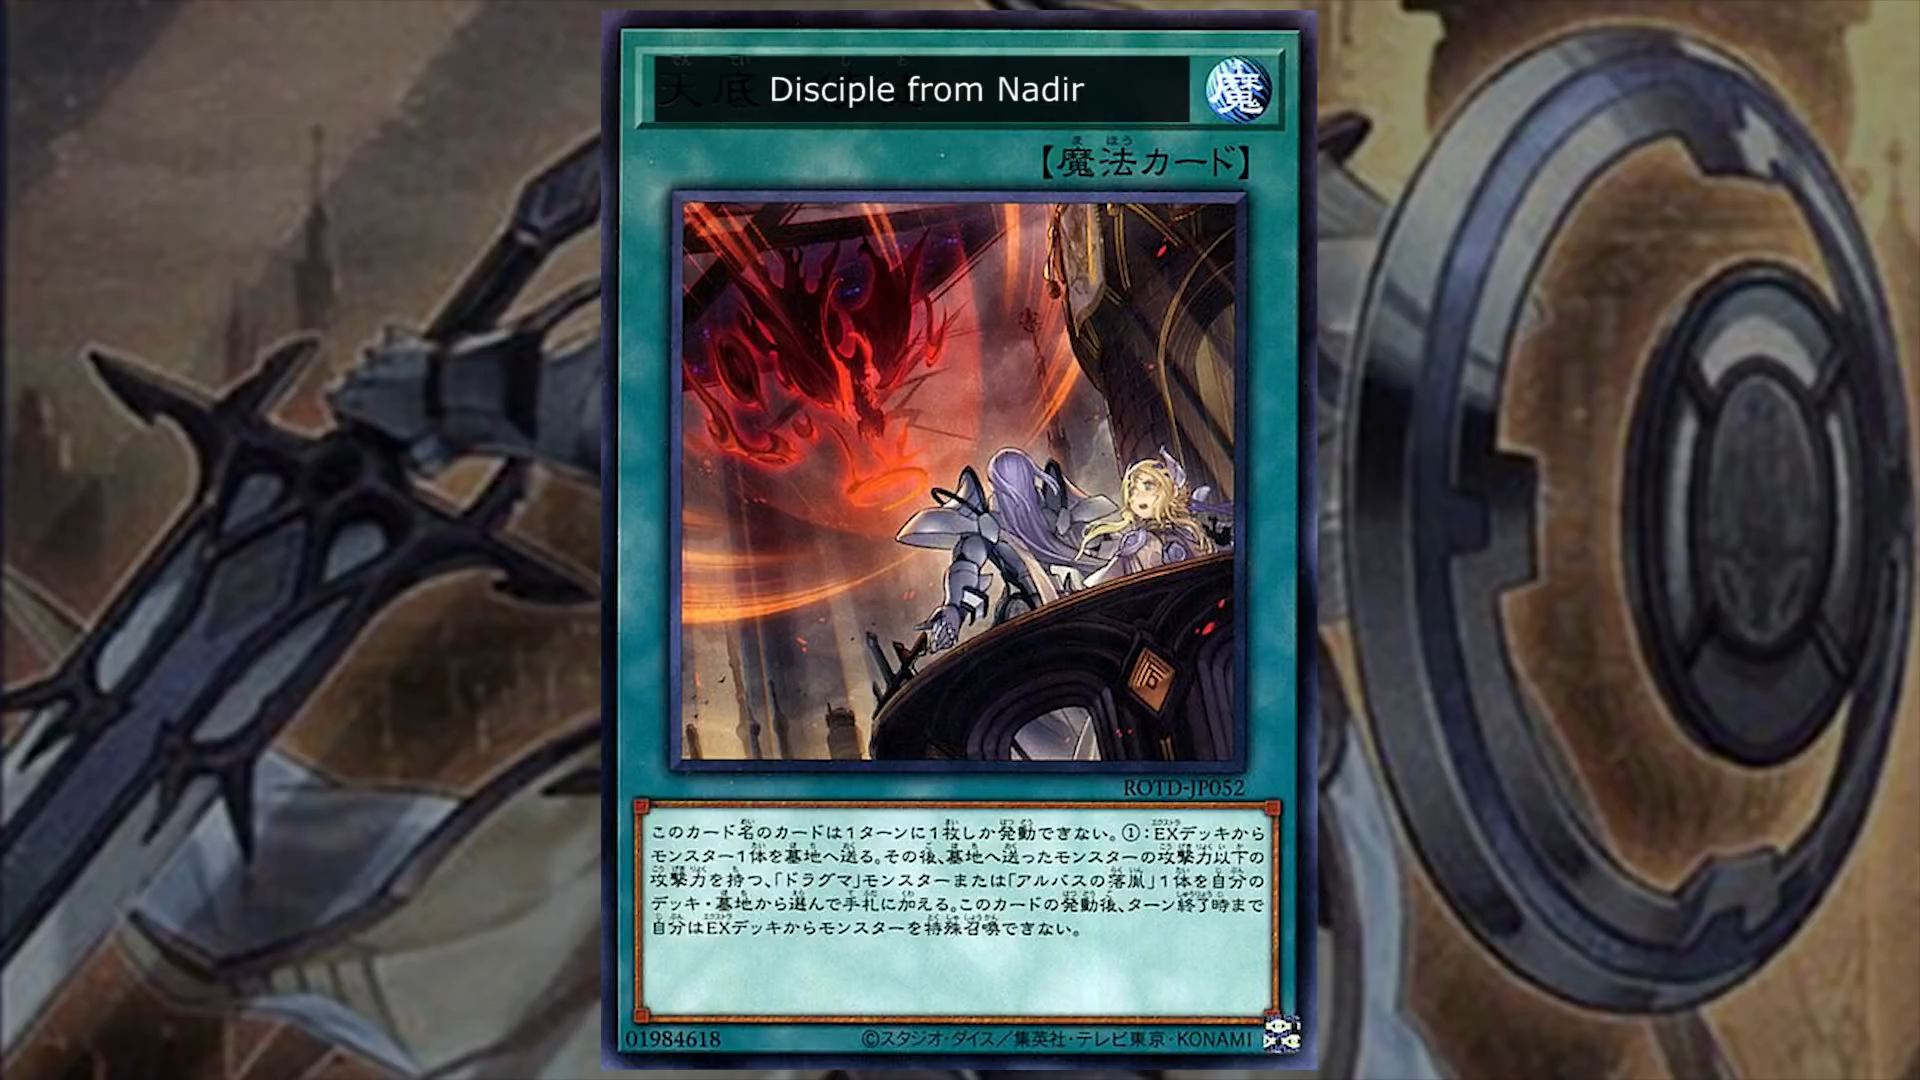 Disciple from Nadir
魔
【魔法カード】
ROTD-JP052
このカード名のカードは1ターンに1枚しか発動できない。①:EXデッキから
モンスター1体を墓地へ送る。その後、墓地へ送ったモンスターの攻撃力以下の
攻撃力を持つ、「ドラグマ」モンスターまたは「アルバスの落胤」1体を自分の
デッキ・墓地から選んで手札に加える。このカードの発動後、ターン終了時まで
自分はEXデッキからモンスターを特殊召喚できない。
01984618
©スタジオ・ダイス/集英社・テレビ東京・KONAMI